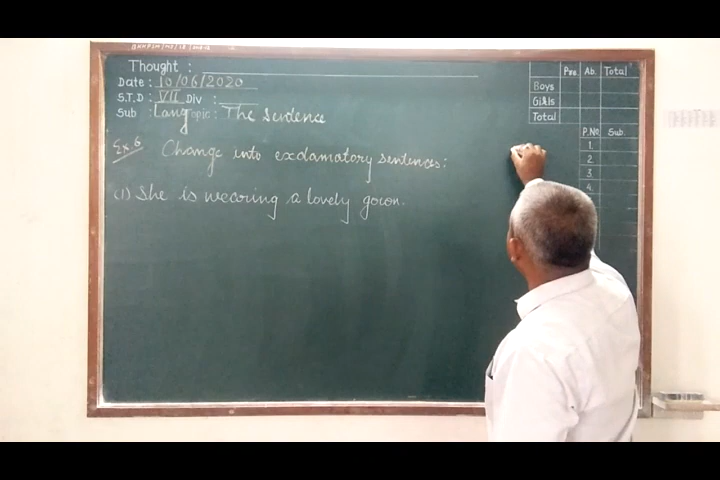 Thought :
Date : 10/06/2020
S.T.D : VII Div :
Sub : Lang Topic : The Sentence
Pre. Ab. Total
Boys
Girls
Total
P.No. Sub.
1.
2
3.
4.
Ex. 6 Change into exclamatory sentences :
(1) She is wearing a lovely gown.